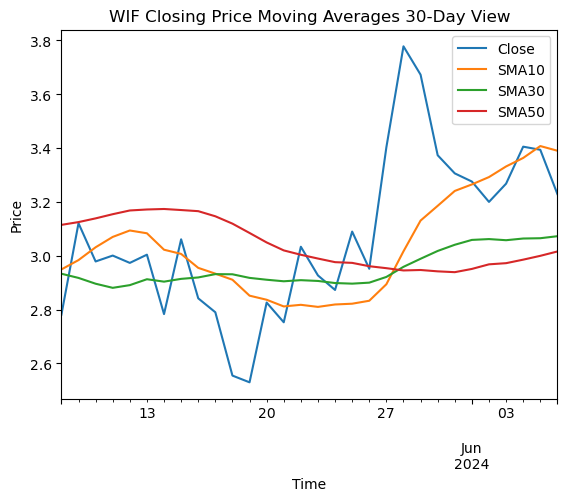 WIF Closing Price Moving Averages 30-Day View
Close
SMA10
SMA30
SMA50
3.8
3.6
3.4
3.2
3.0
2.8
2.6
Price
13
20
27
03
Jun
2024
Time